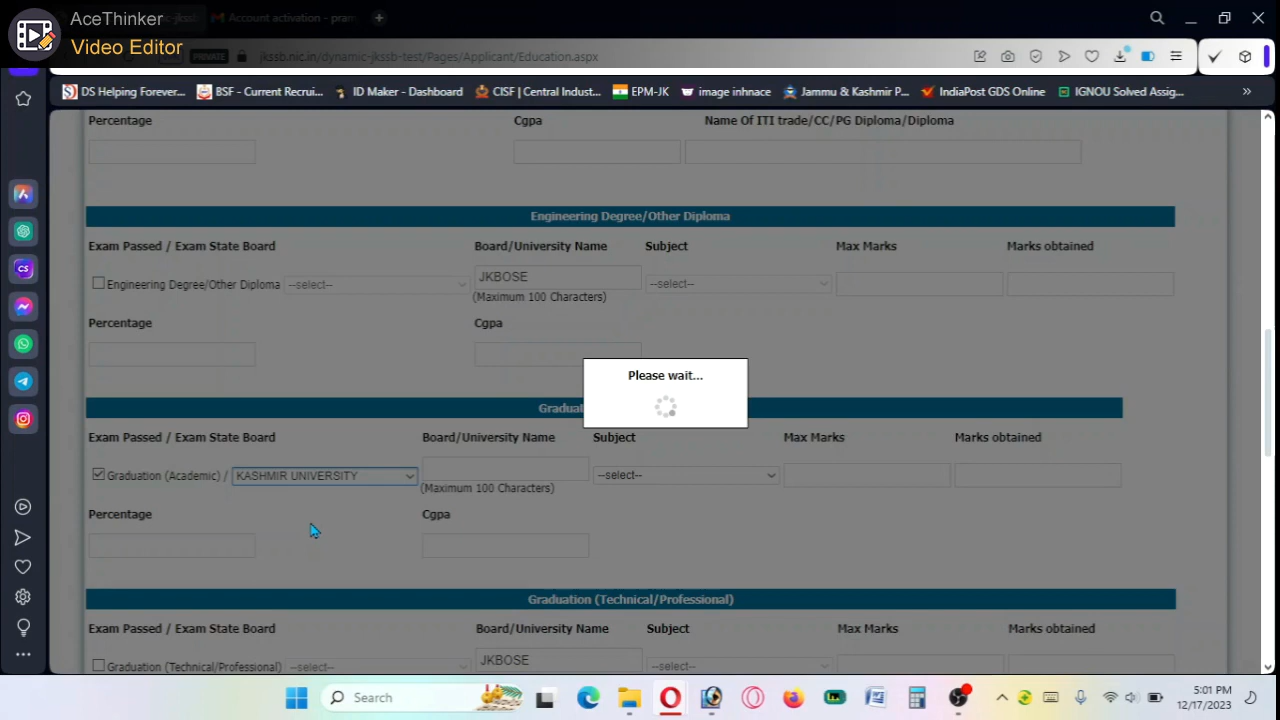 AceThinker
Video Editor
-jkssb
Account activation - pram
PRIVATE
jkssb.nic.in/dynamic-jkssb-test/Pages/Applicant/Education.aspx
DS Helping Forever...
BSF - Current Recrui...
ID Maker - Dashboard
CISF | Central Indust...
EPM-JK
image inhnace
Jammu & Kashmir P...
IndiaPost GDS Online
IGNOU Solved Assig...
»
Percentage
Cgpa
Name Of ITI trade/CC/PG Diploma/Diploma
Engineering Degree/Other Diploma
Exam Passed / Exam State Board
Board/University Name
Subject
Max Marks
Marks obtained
Engineering Degree/Other Diploma
--select--
JKBOSE
--select--
(Maximum 100 Characters)
Percentage
Cgpa
Please wait...
Exam Passed / Exam State Board
Board/University Name
Subject
Max Marks
Marks obtained
Graduation (Academic) /
KASHMIR UNIVERSITY
--select--
(Maximum 100 Characters)
Percentage
Cgpa
Graduation (Technical/Professional)
Exam Passed / Exam State Board
Board/University Name
Subject
Max Marks
Marks obtained
Graduation (Technical/Professional)
--select--
JKBOSE
--select--
Search
5:01 PM
12/17/2023